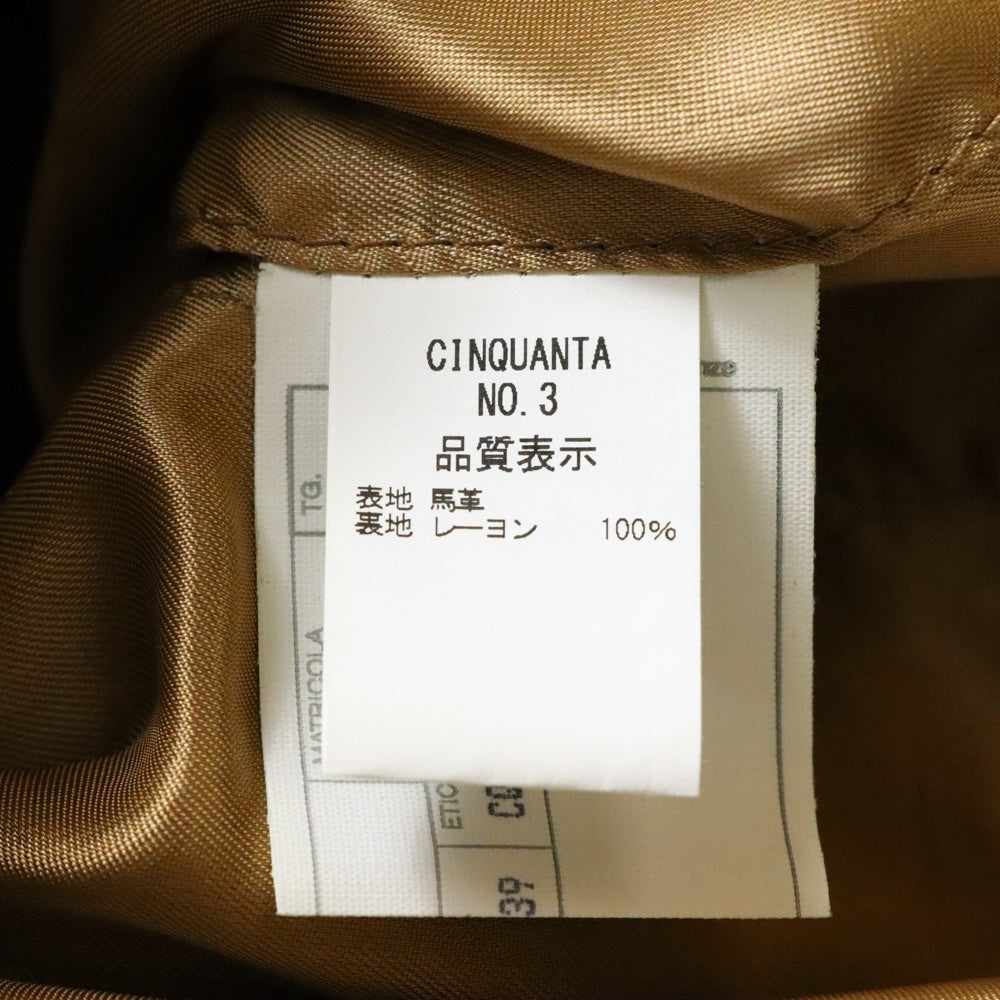 CINQUANTA
NO. 3
品質表示
表地 馬革
裏地 レーヨン 100%
TG.
MATRICOLA
39